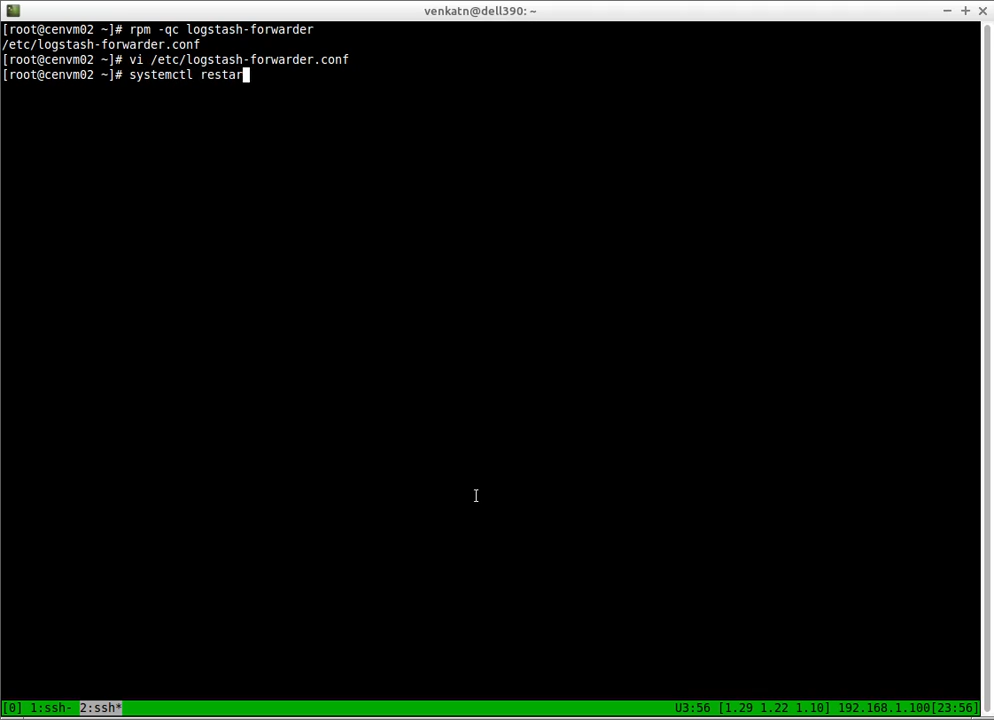 venkatn@dell390: ~
[root@cenvm02 ~]# rpm -qc logstash-forwarder
/etc/logstash-forwarder.conf
[root@cenvm02 ~]# vi /etc/logstash-forwarder.conf
[root@cenvm02 ~]# systemctl restar
[0] 1:ssh- 2:ssh* U3:56 [1.29 1.22 1.10] 192.168.1.100[23:56]